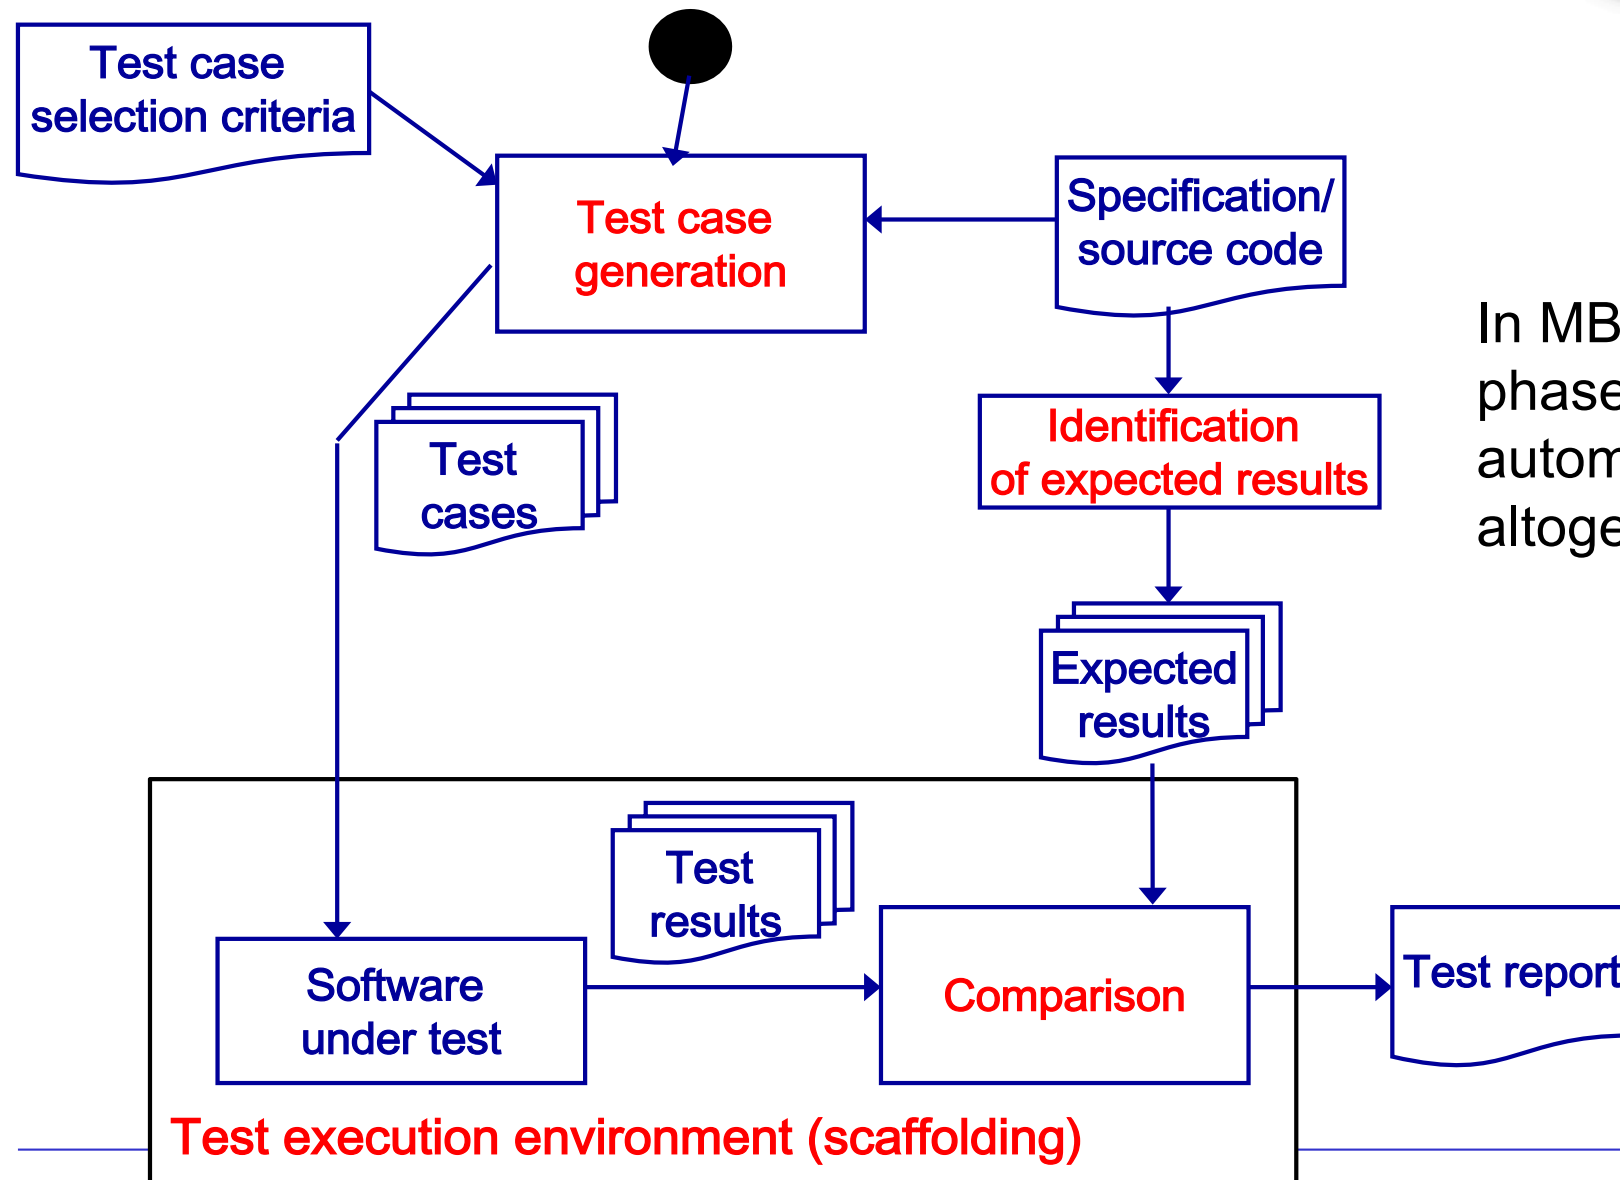 Test case
selection criteria
Test case
generation
Specification/
source code
In MB
phase
autom
altoge
Identification
of expected results
Test
cases
Expected
results
Test
results
Software
under test
Comparison
Test report
Test execution environment (scaffolding)